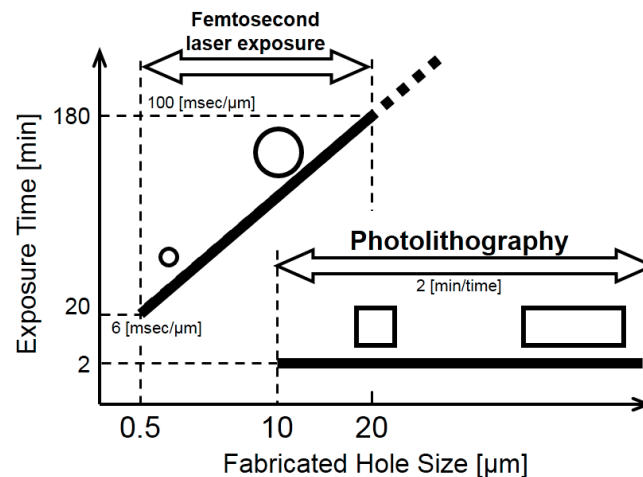 Femtosecond
laser exposure
100 [msec/μm]
180
Exposure Time [min]
Photolithography
2 [min/time]
20
6 [msec/μm]
2
0.5
10
20
Fabricated Hole Size [μm]